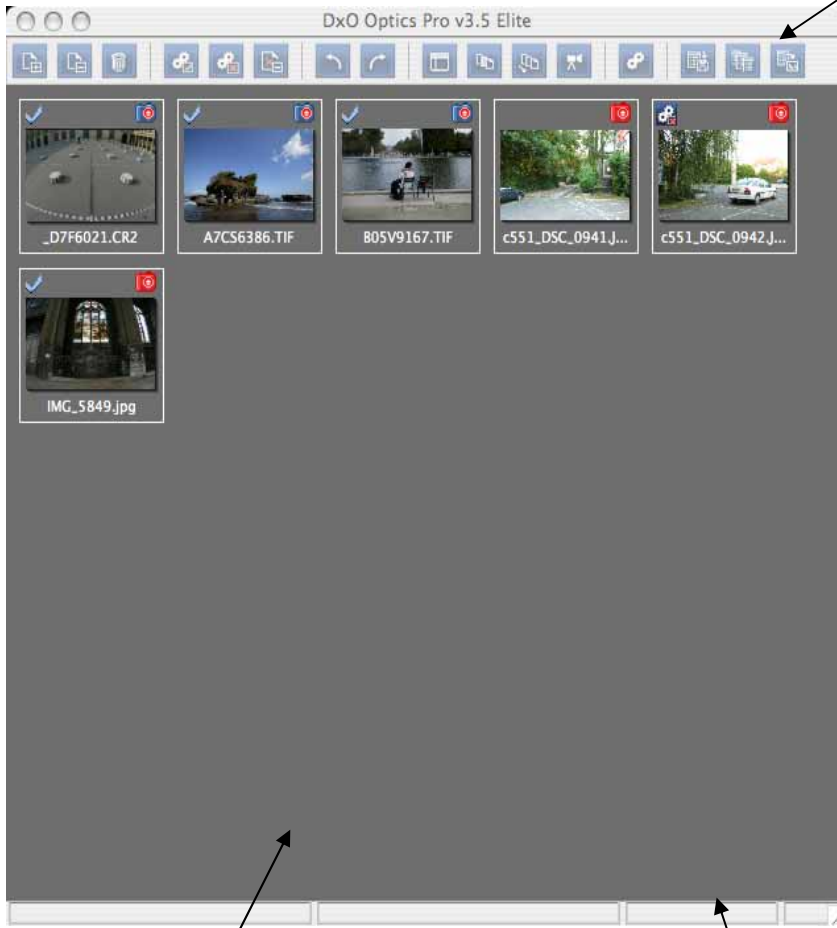 DxO Optics Pro v3.5 Elite
_D7F6021.CR2
A7CS6386.TIF
B05V9167.TIF
c551_DSC_0941.J...
c551_DSC_0942.J...
IMG_5849.jpg